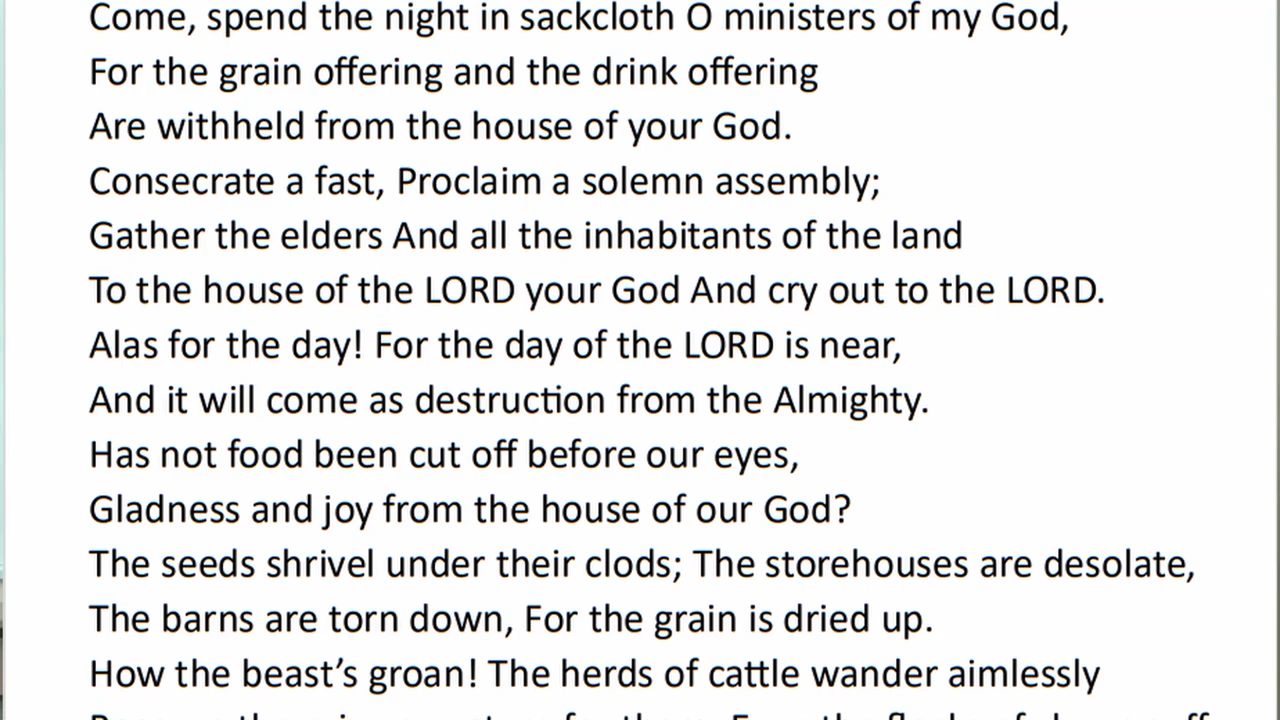 Come, spend the night in sackcloth O ministers of my God,
For the grain offering and the drink offering
Are withheld from the house of your God.
Consecrate a fast, Proclaim a solemn assembly;
Gather the elders And all the inhabitants of the land
To the house of the LORD your God And cry out to the LORD.
Alas for the day! For the day of the LORD is near,
And it will come as destruction from the Almighty.
Has not food been cut off before our eyes,
Gladness and joy from the house of our God?
The seeds shrivel under their clods; The storehouses are desolate,
The barns are torn down, For the grain is dried up.
How the beast’s groan! The herds of cattle wander aimlessly